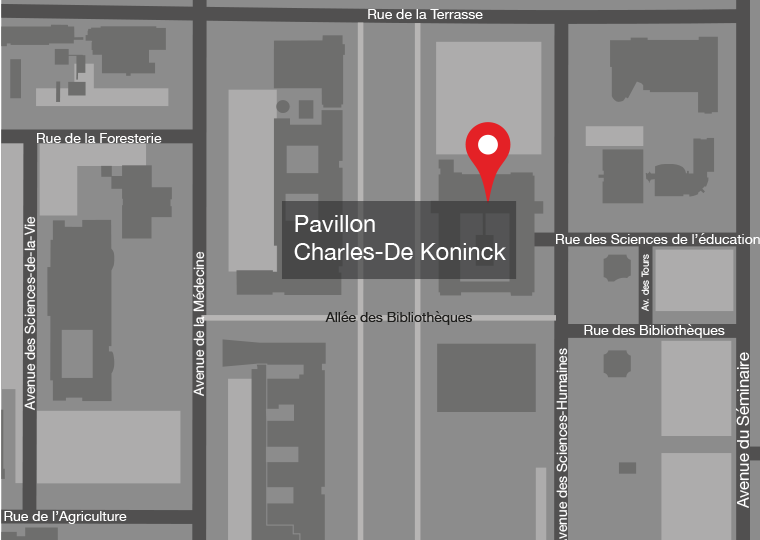 Rue de la Terrasse
Rue de la Foresterie
Pavillon
Charles-De Koninck
Rue des Sciences de l'éducation
Avenue des Sciences-de-la-Vie
Avenue de la Médecine
Av. des Tours
Allée des Bibliothèques
Rue des Bibliothèques
Avenue des Sciences-Humaines
Avenue du Séminaire
Rue de l'Agriculture